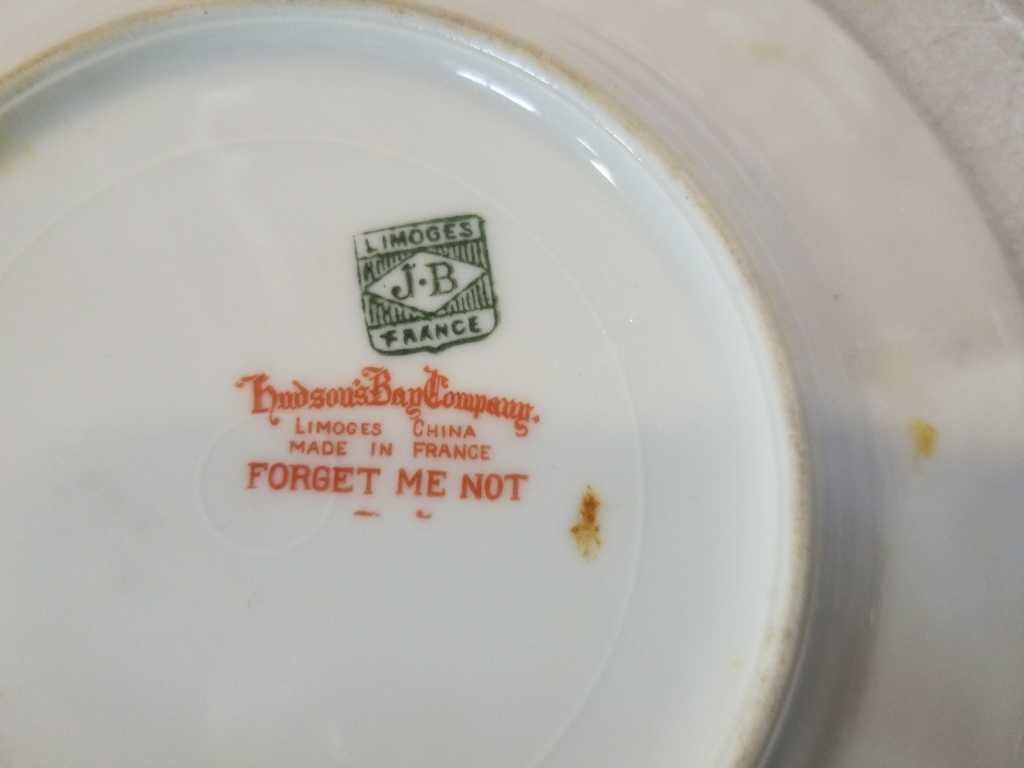 LIMOGES
J·B
FRANCE
Hudson's Bay Company.
LIMOGES CHINA
MADE IN FRANCE
FORGET ME NOT